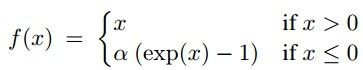 f(x) = { x if x > 0
α (exp(x) − 1) if x ≤ 0